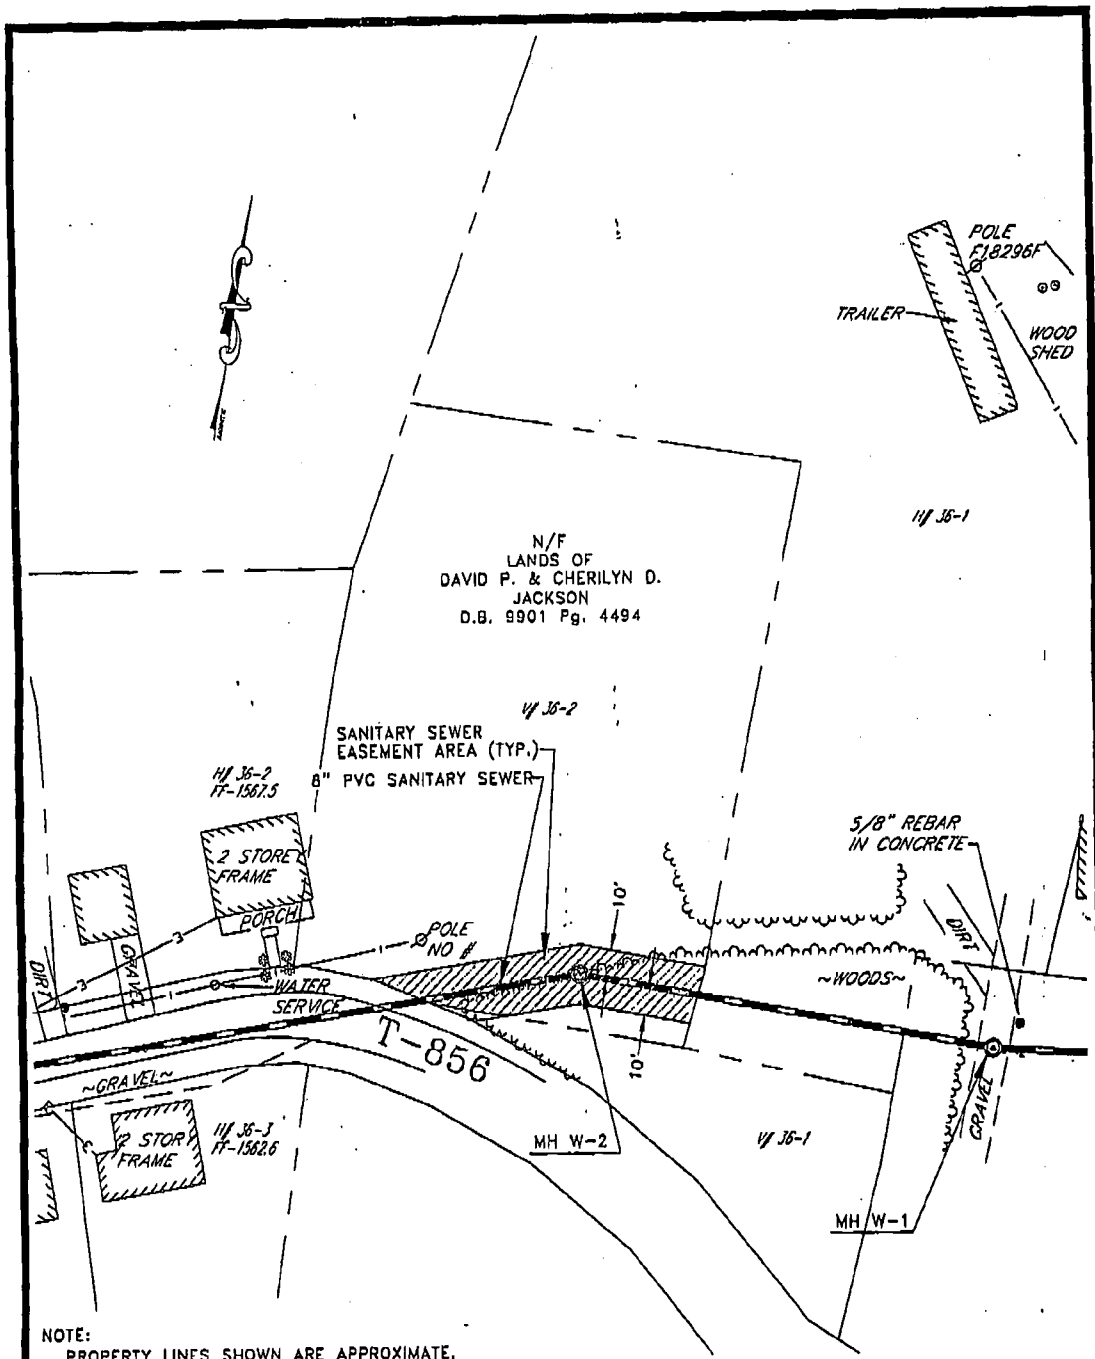 POLE
F18296F
TRAILER
WOOD
SHED
H# 36-1
N/F
LANDS OF
DAVID P. & CHERILYN D.
JACKSON
D.B. 9901 Pg. 4494
V# 36-2
SANITARY SEWER
EASEMENT AREA (TYP.)
8" PVC SANITARY SEWER
H# 36-2
FF-1567.5
2 STOREY
FRAME
PORCH
5/8" REBAR
IN CONCRETE
10'
POLE
NO #
DIRT
GRAVEL
DIRT
~WOODS~
WATER
SERVICE
T-856
~GRAVEL~
10'
GRAVEL
2 STORY
FRAME
H# 36-3
FF-1562.6
MH W-2
V# 36-1
MH W-1
NOTE:
PROPERTY LINES SHOWN ARE APPROXIMATE.